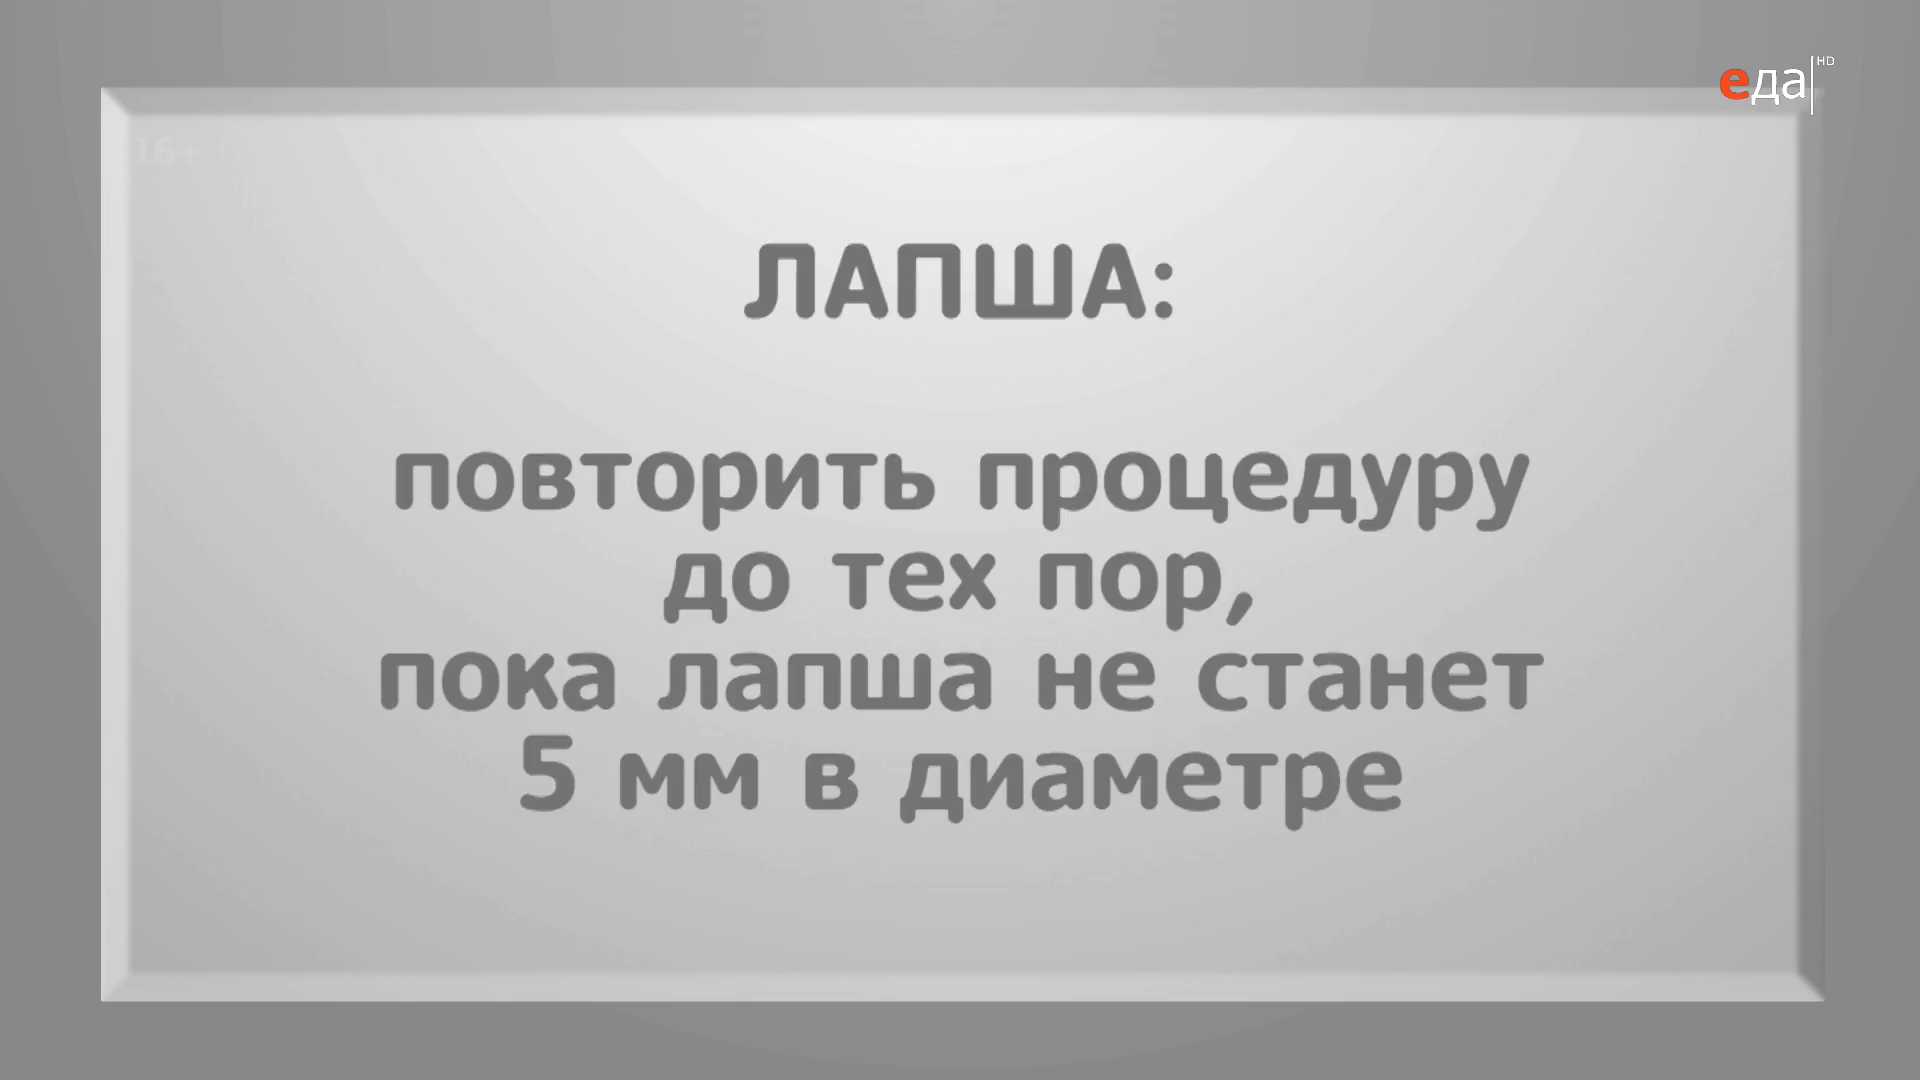 еда HD
16+
ЛАПША:
повторить процедуру
до тех пор,
пока лапша не станет
5 мм в диаметре